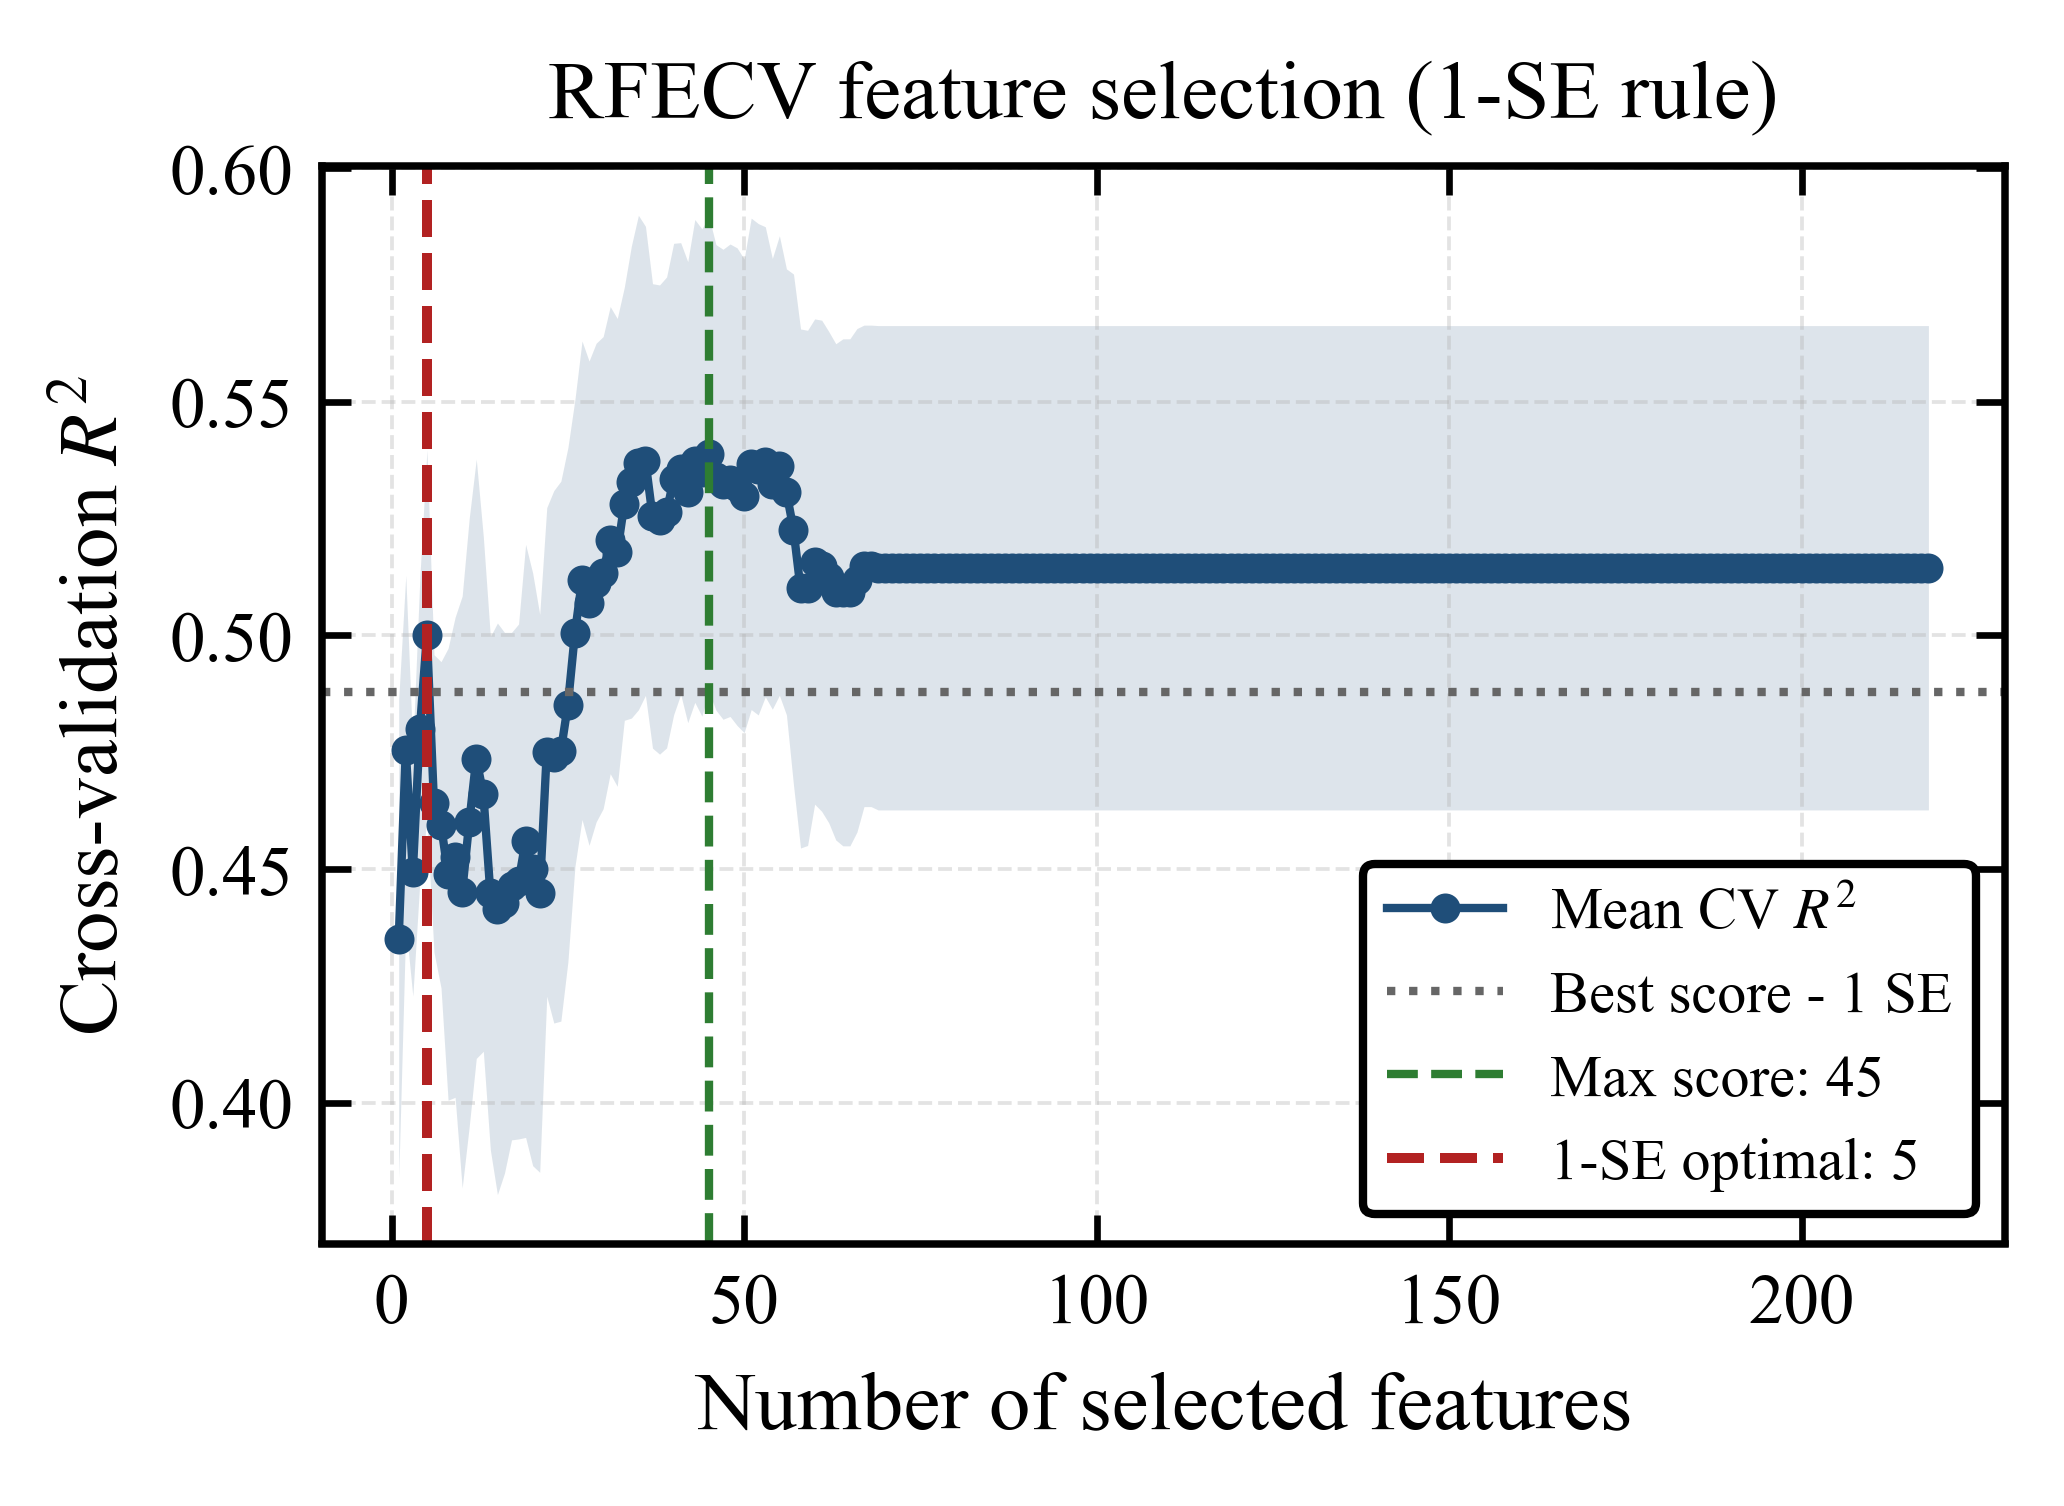 RFECV feature selection (1-SE rule)
0.60
0.55
0.50
0.45
0.40
Cross-validation R²
Mean CV R²
Best score - 1 SE
Max score: 45
1-SE optimal: 5
0 50 100 150 200
Number of selected features